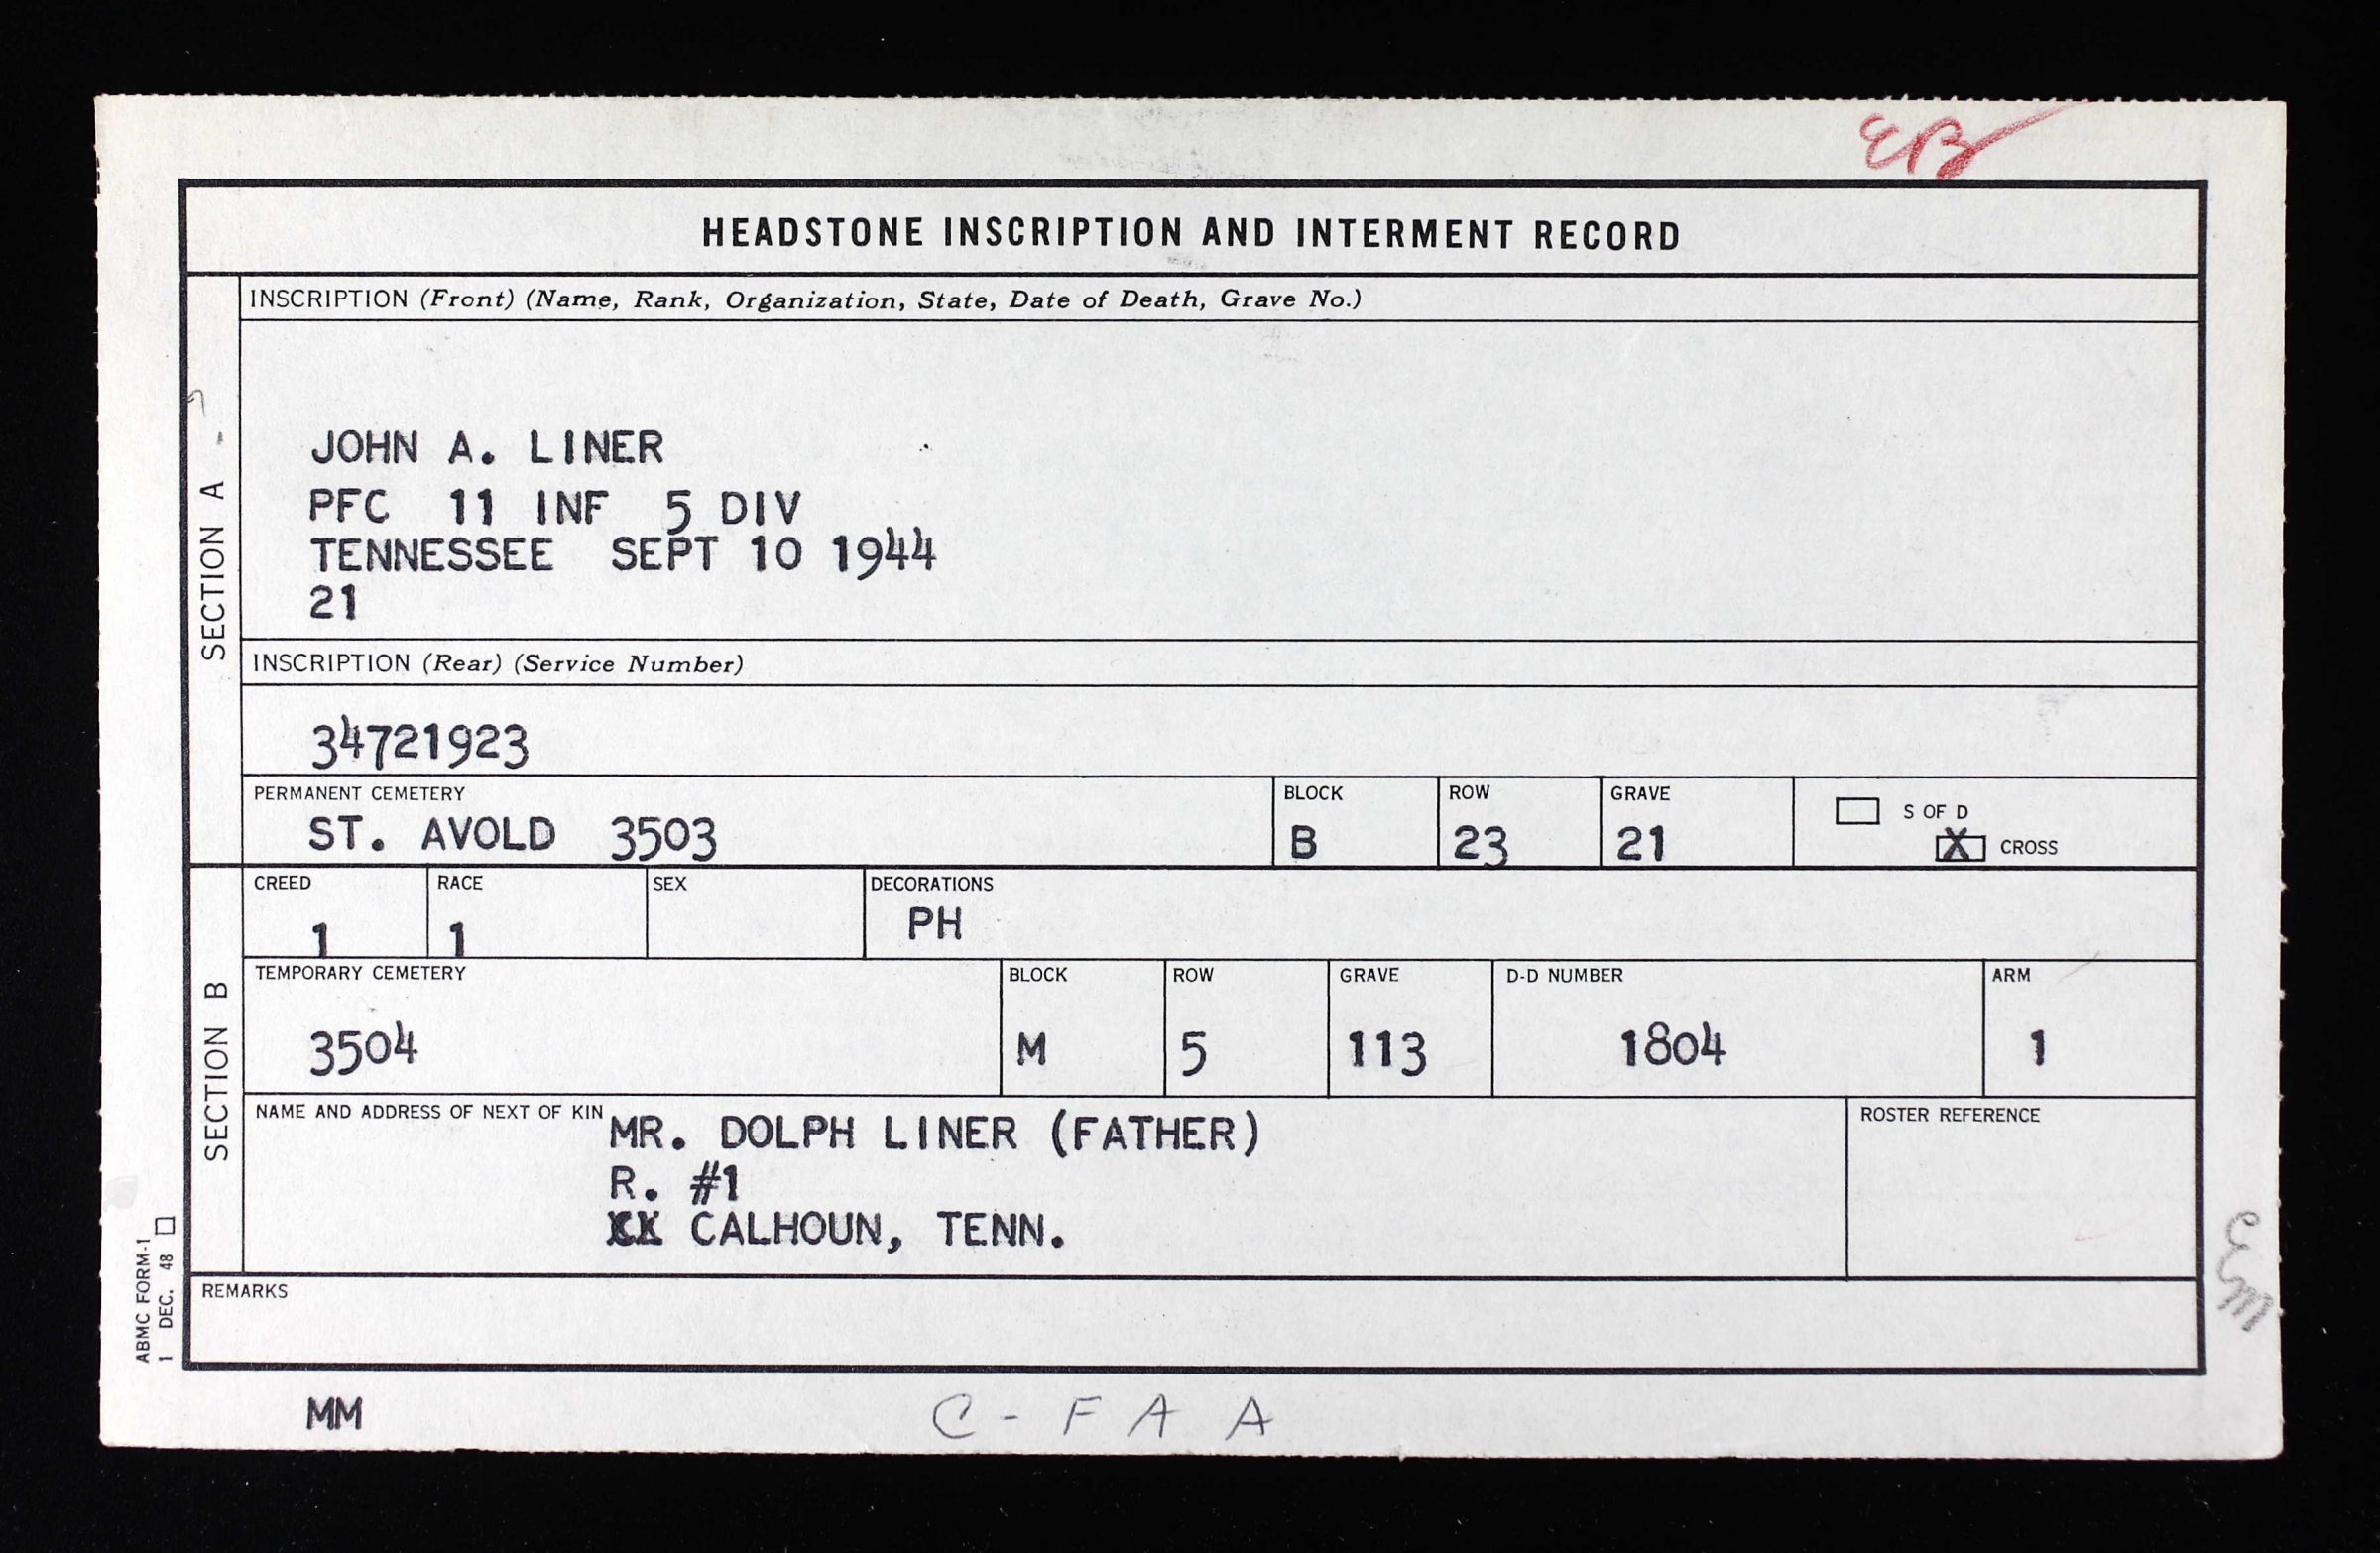 EB
HEADSTONE INSCRIPTION AND INTERMENT RECORD
SECTION A
INSCRIPTION (Front) (Name, Rank, Organization, State, Date of Death, Grave No.)
JOHN A. LINER
PFC 11 INF 5 DIV
TENNESSEE SEPT 10 1944
21
INSCRIPTION (Rear) (Service Number)
34721923
PERMANENT CEMETERY
ST. AVOLD 3503
BLOCK
B
ROW
23
GRAVE
21
S OF D
X CROSS
SECTION B
CREED
1
RACE
1
SEX
DECORATIONS
PH
TEMPORARY CEMETERY
3504
BLOCK
M
ROW
5
GRAVE
113
D-D NUMBER
1804
ARM
1
NAME AND ADDRESS OF NEXT OF KIN
MR. DOLPH LINER (FATHER)
R. #1
CALHOUN, TENN.
ROSTER REFERENCE
REMARKS
ABMC FORM-1
1 DEC. 48
MM
C - F A A